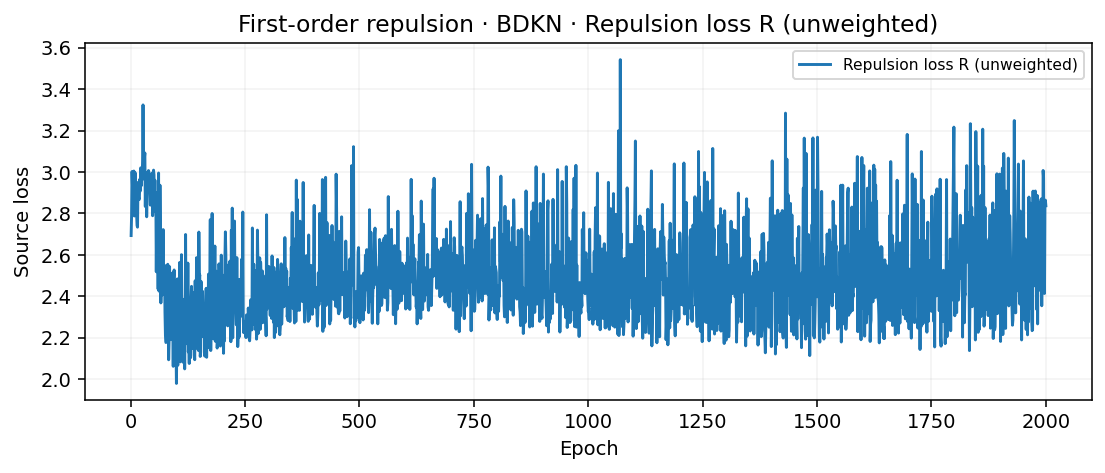 First-order repulsion · BDKN · Repulsion loss R (unweighted)
Repulsion loss R (unweighted)
Source loss
3.6
3.4
3.2
3.0
2.8
2.6
2.4
2.2
2.0
0 250 500 750 1000 1250 1500 1750 2000
Epoch